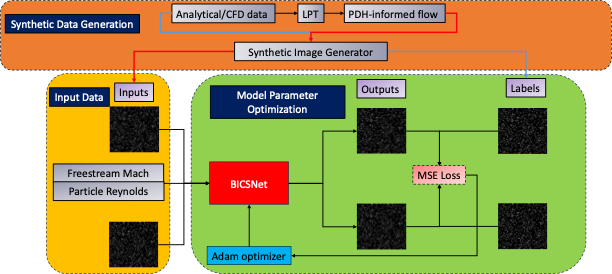 Synthetic Data Generation
Analytical/CFD data
LPT
PDH-informed flow
Synthetic Image Generator
Input Data
Inputs
Freestream Mach
Particle Reynolds
Model Parameter
Optimization
Outputs
Labels
BICSNet
MSE Loss
Adam optimizer